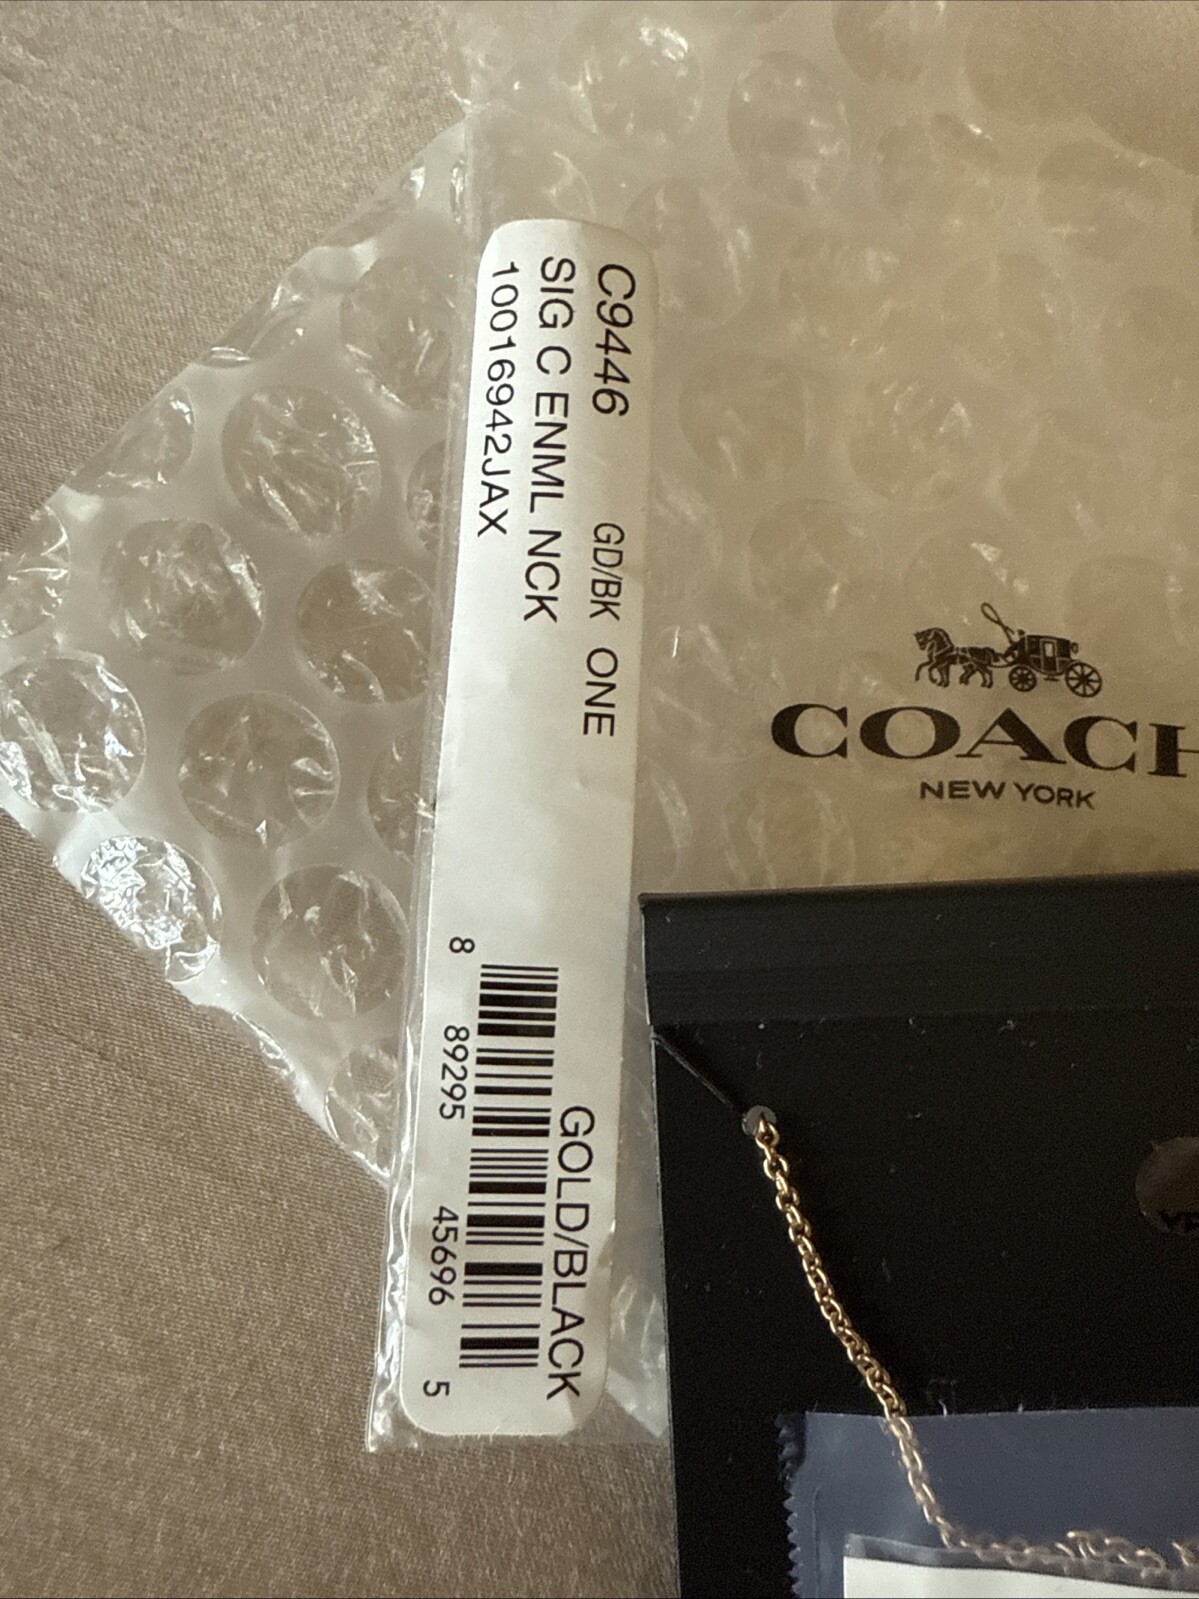 C9446 GD/BK ONE
SIG C ENML NCK
10016942JAX
GOLD/BLACK
8 89295 45696 5
COACH
NEW YORK